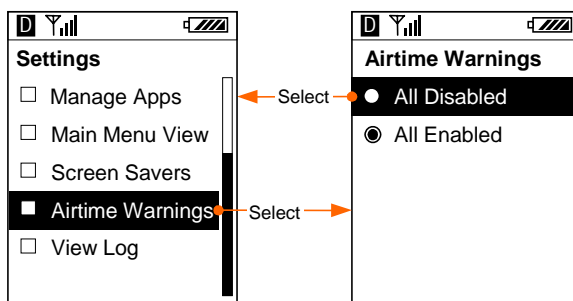 D
Settings
Manage Apps
Main Menu View
Screen Savers
Airtime Warnings
View Log
Select
Select
D
Airtime Warnings
All Disabled
All Enabled